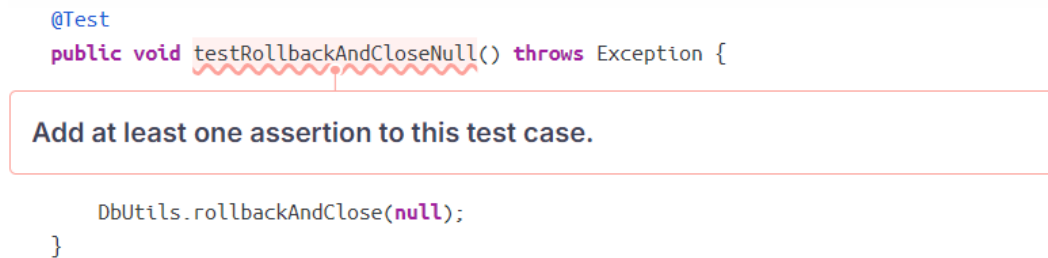 @Test
public void testRollbackAndCloseNull() throws Exception {
Add at least one assertion to this test case.
DbUtils.rollbackAndClose(null);
}